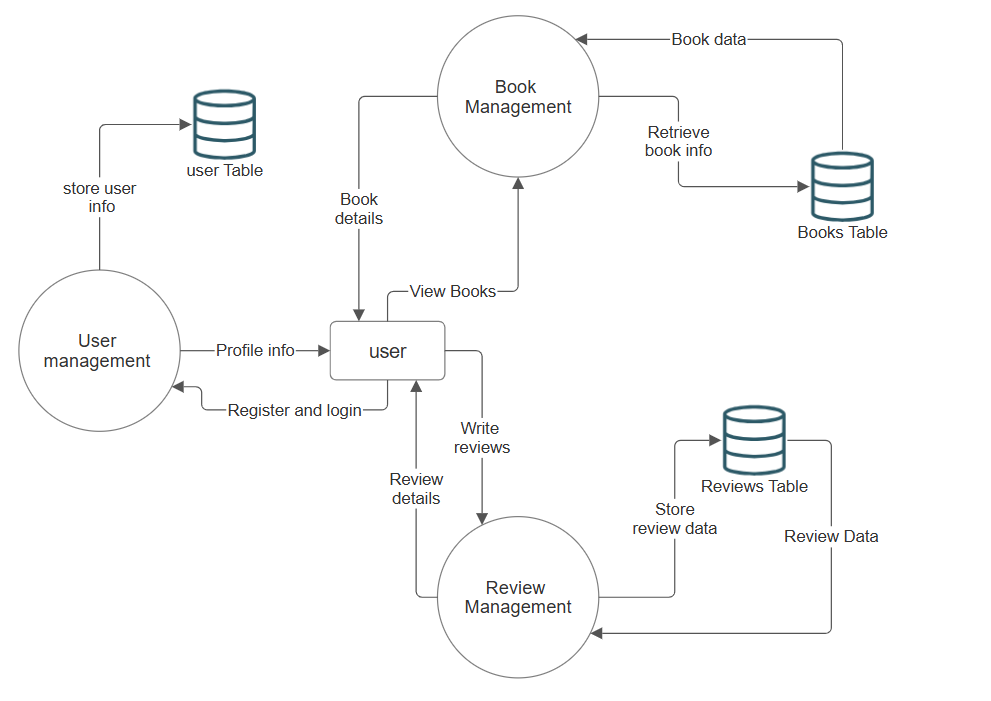 Book data
Book
Management
Retrieve
book info
user Table
store user
info
Book
details
Books Table
View Books
User
management
Profile info
user
Register and login
Write
reviews
Review
details
Reviews Table
Store
review data
Review Data
Review
Management